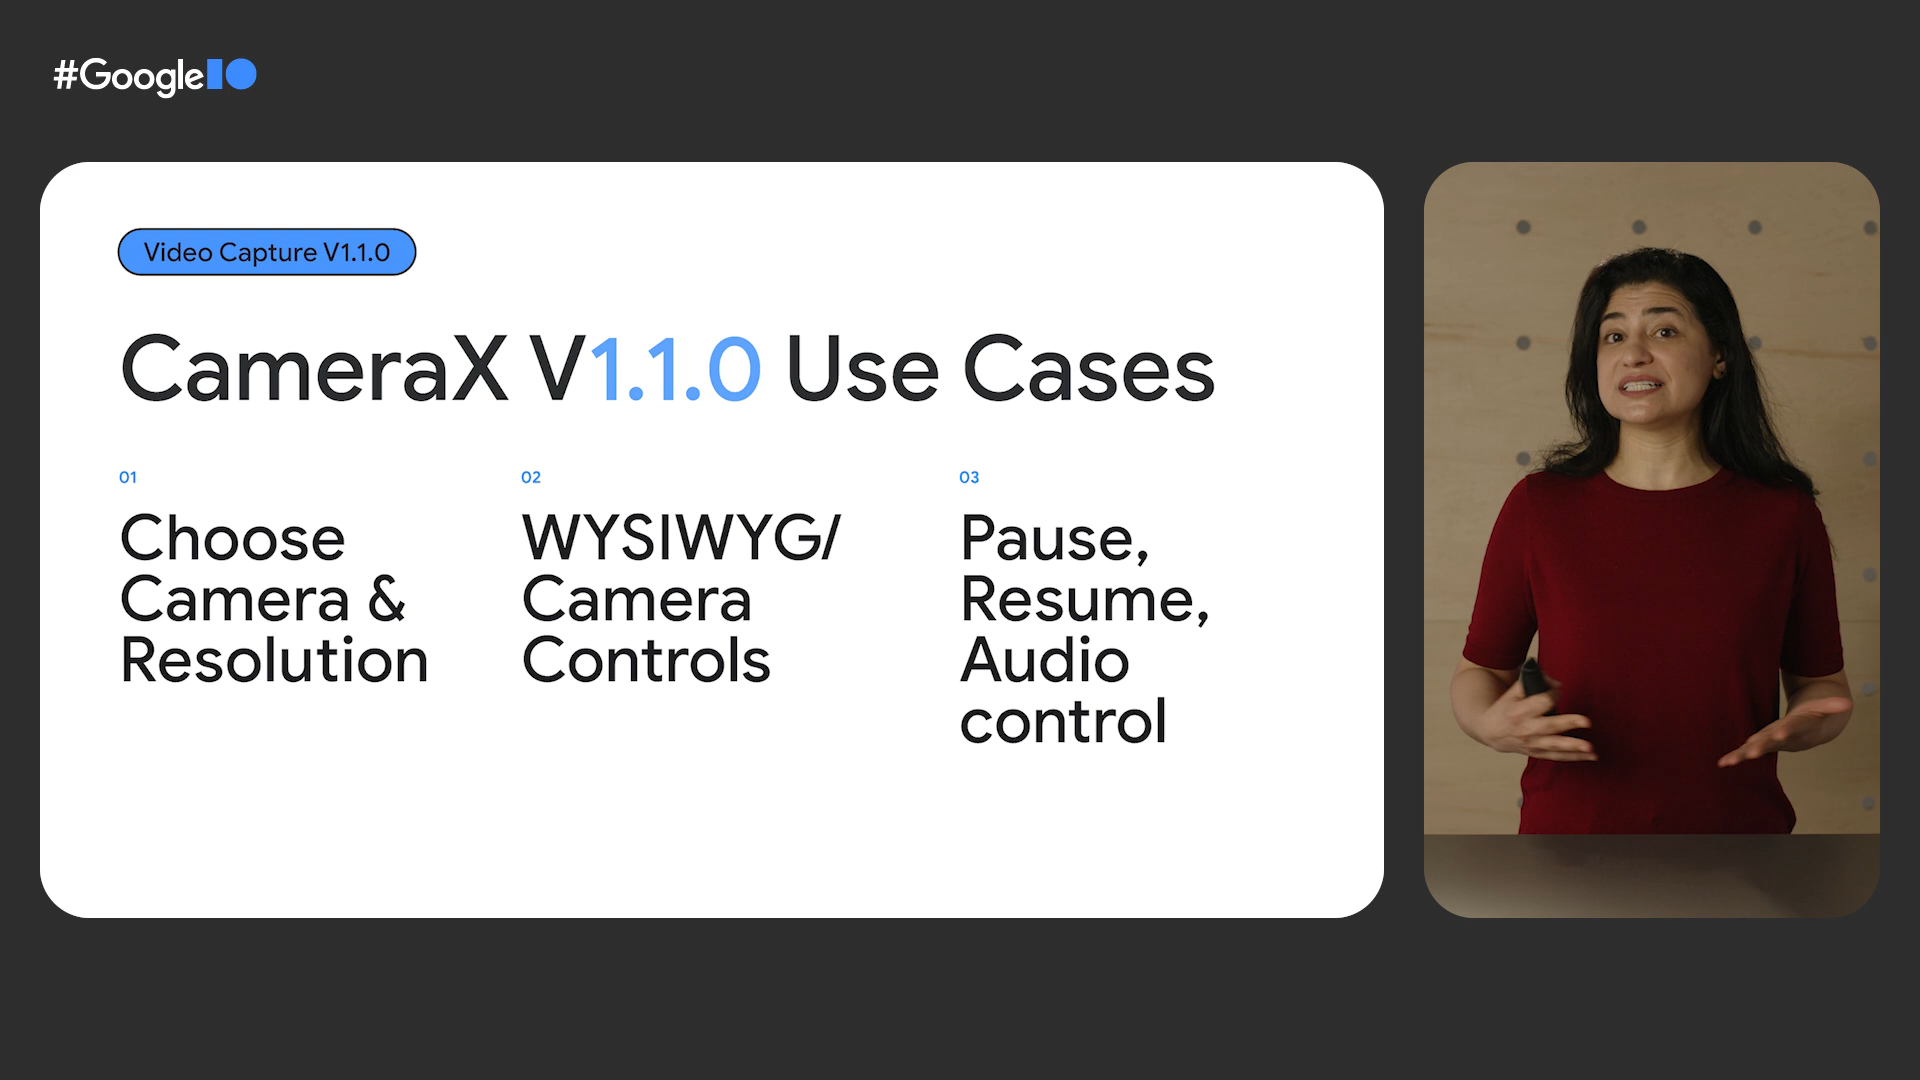 #GoogleIO
Video Capture V1.1.0
CameraX V1.1.0 Use Cases
01
Choose
Camera &
Resolution
02
WYSIWYG/
Camera
Controls
03
Pause,
Resume,
Audio
control